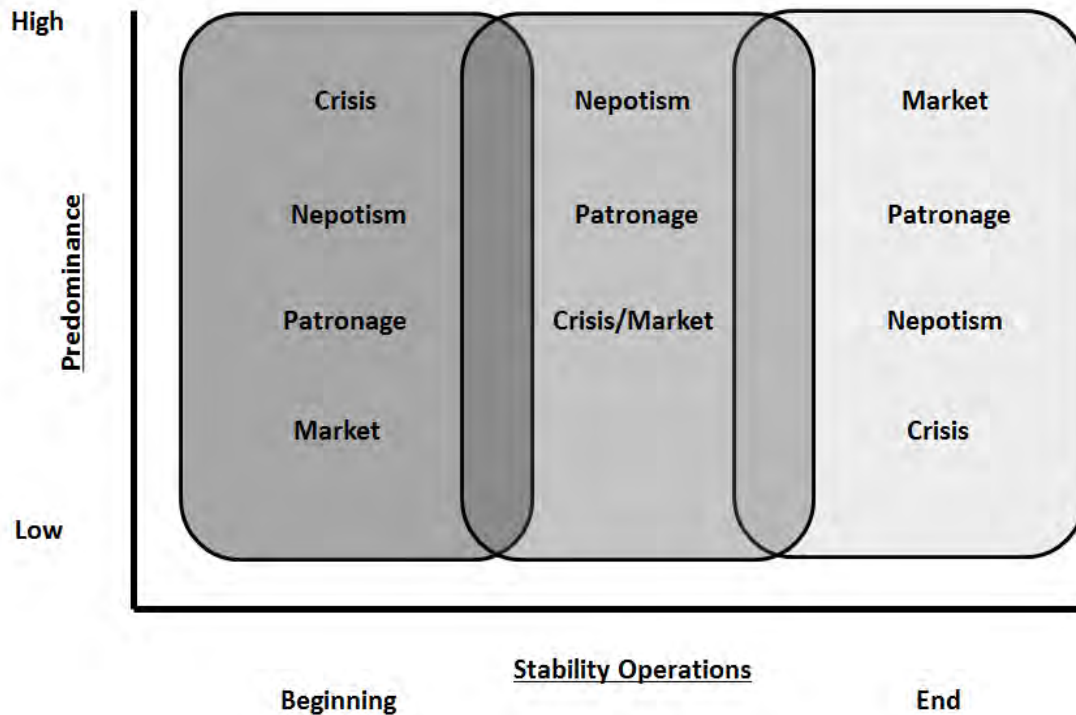 High
Crisis Nepotism Market
Predominance
Nepotism Patronage Patronage
Patronage Crisis/Market Nepotism
Market Crisis
Low
Stability Operations
Beginning End